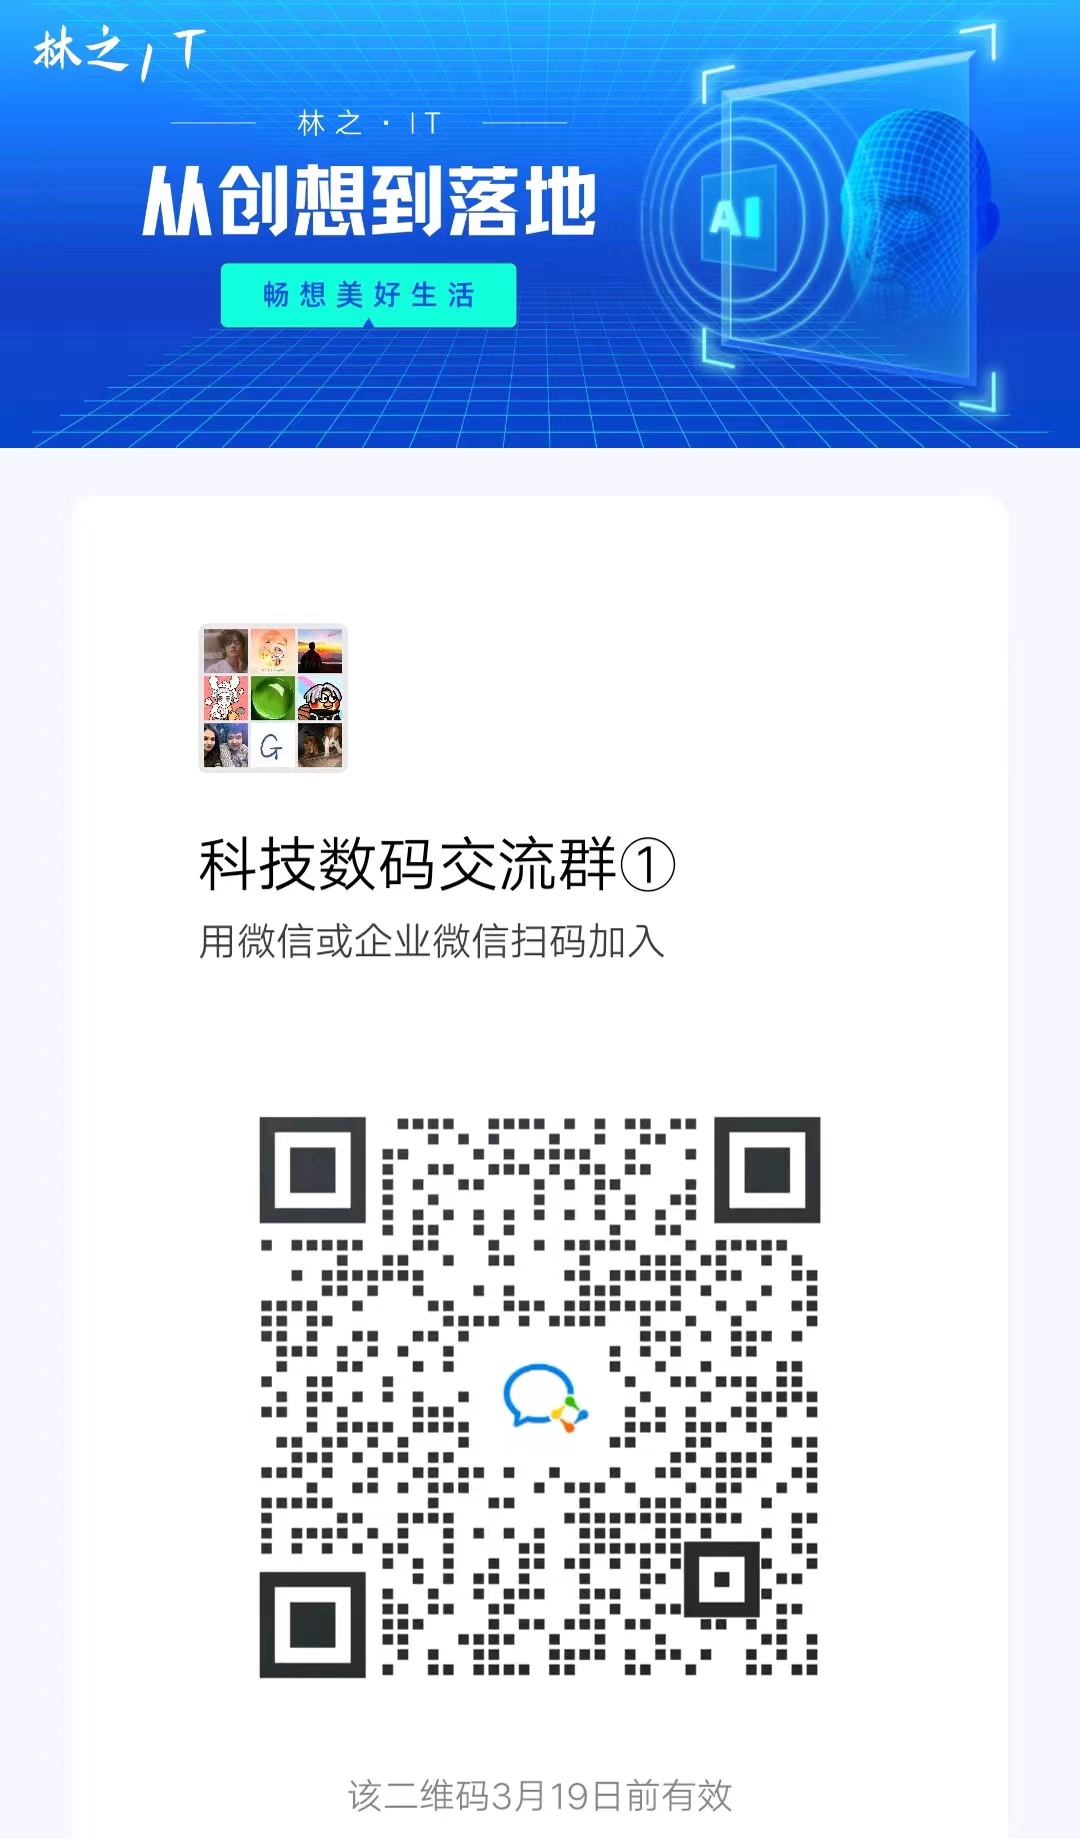 林之IT
林之·IT
从创想到落地
畅想美好生活
AI
G
科技数码交流群①
用微信或企业微信扫码加入
该二维码3月19日前有效